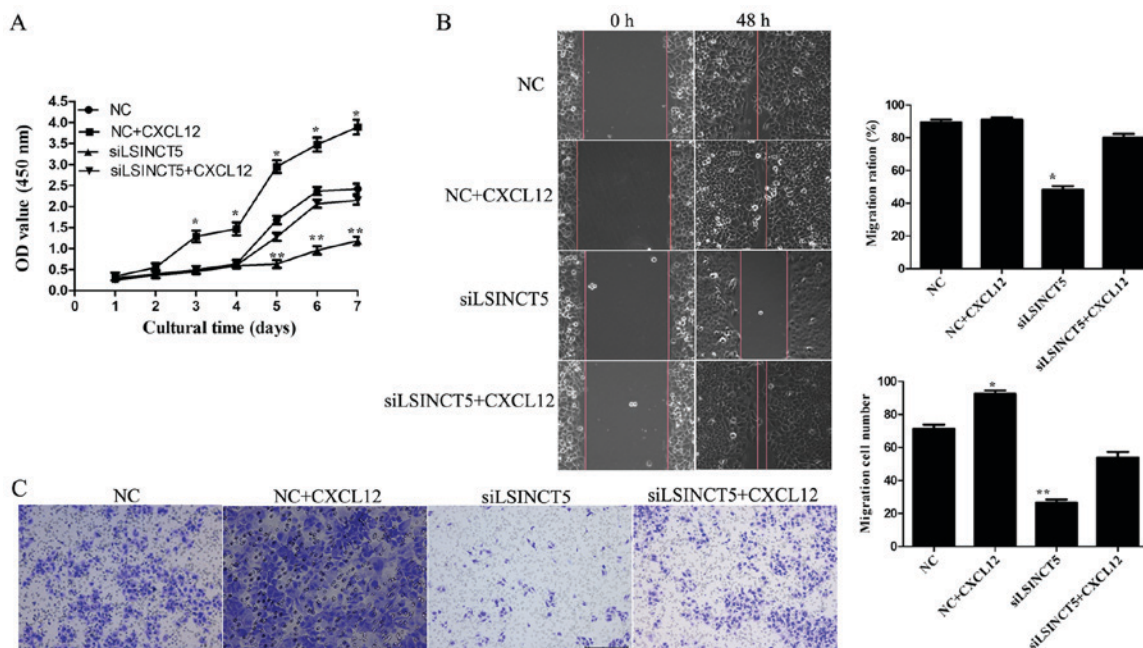 A
NC
NC+CXCL12
siLSINCT5
siLSINCT5+CXCL12
OD value (450 nm)
4.5
4.0
3.5
3.0
2.5
2.0
1.5
1.0
0.5
0.0
* * * * *
** ** **
0 1 2 3 4 5 6 7
Cultural time (days)
B
0 h 48 h
NC
NC+CXCL12
siLSINCT5
siLSINCT5+CXCL12
Migration ration (%)
100
80
60
40
20
0
*
NC NC+CXCL12 siLSINCT5 siLSINCT5+CXCL12
Migration cell number
100
80
60
40
20
0
*
**
NC NC+CXCL12 siLSINCT5 siLSINCT5+CXCL12
C
NC NC+CXCL12 siLSINCT5 siLSINCT5+CXCL12